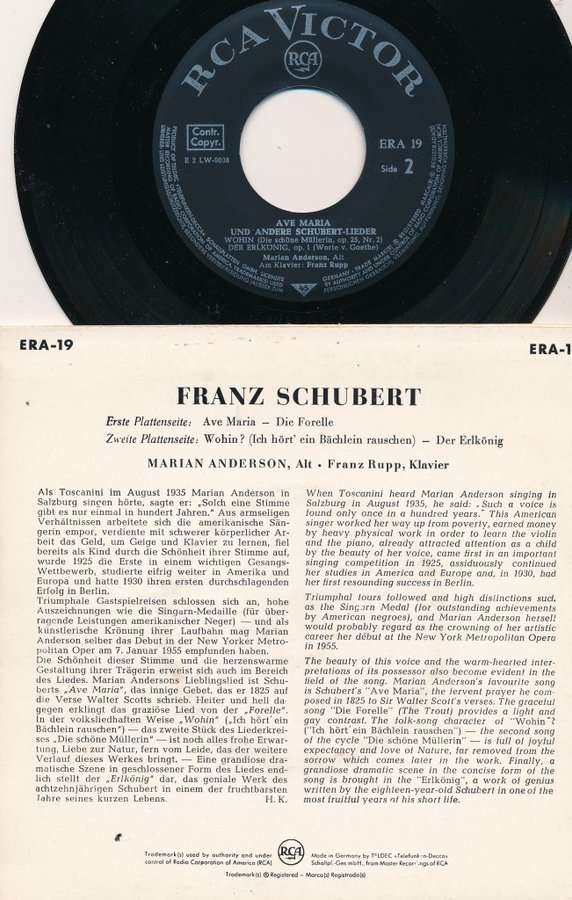 RCA VICTOR
RCA
Contr.
Copyr.
E 2 LW-0038
ERA 19
Side 2
AVE MARIA
UND ANDERE SCHUBERT-LIEDER
WOHIN (Die schöne Müllerin, op. 25, Nr. 2)
DER ERLKÖNIG, op. 1 (Worte v. Goethe)
Marian Anderson, Alt
Am Klavier: Franz Rupp
45
ERA-19
ERA-1
FRANZ SCHUBERT
Erste Plattenseite: Ave Maria – Die Forelle
Zweite Plattenseite: Wohin? (Ich hört' ein Bächlein rauschen) – Der Erlkönig
MARIAN ANDERSON, Alt • Franz Rupp, Klavier
Als Toscanini im August 1935 Marian Anderson in
Salzburg singen hörte, sagte er: „Solch eine Stimme
gibt es nur einmal in hundert Jahren." Aus armseligen
Verhältnissen arbeitete sich die amerikanische Sän-
gerin empor, verdiente mit schwerer körperlicher Ar-
beit das Geld, um Geige und Klavier zu lernen, fiel
bereits als Kind durch die Schönheit ihrer Stimme auf,
wurde 1925 die Erste in einem wichtigen Gesangs-
Wettbewerb, studierte eifrig weiter in Amerika und
Europa und hatte 1930 ihren ersten durchschlagenden
Erfolg in Berlin.
Triumphale Gastspielreisen schlossen sich an, hohe
Auszeichnungen wie die Singarn-Medaille (für über-
ragende Leistungen amerikanischer Neger) — und als
künstlerische Krönung ihrer Laufbahn mag Marian
Anderson selber das Debut in der New Yorker Metro-
politan Oper am 7. Januar 1955 empfunden haben.
Die Schönheit dieser Stimme und die herzenswarme
Gestaltung ihrer Trägerin erweist sich auch im Bereich
des Liedes. Marian Andersons Lieblingslied ist Schu-
berts „Ave Maria", das innige Gebet, das er 1825 auf
die Verse Walter Scotts schrieb. Heiter und hell da-
gegen erklingt das graziöse Lied von der „Forelle".
In der volksliedhaften Weise „Wohin" („Ich hört' ein
Bächlein rauschen") — das zweite Stück des Liederkrei-
ses „Die schöne Müllerin" — ist noch alles frohe Erwar-
tung, Liebe zur Natur, fern vom Leide, das der weitere
Verlauf dieses Werkes bringt. — Eine grandiose dra-
matische Szene in geschlossener Form des Liedes end-
lich stellt der „Erlkönig" dar, das geniale Werk des
achtzehnjährigen Schubert in einem der fruchtbarsten
Jahre seines kurzen Lebens. H. K.
When Toscanini heard Marian Anderson singing in
Salzburg in August 1935, he said: „Such a voice is
found only once in a hundred years." This American
singer worked her way up from poverty, earned money
by heavy physical work in order to learn the violin
and the piano, already attracted attention as a child
by the beauty of her voice, came first in an important
singing competition in 1925, assiduously continued
her studies in America and Europe and, in 1930, had
her first resounding success in Berlin.
Triumphal tours followed and high distinctions such
as the Singarn Medal (for outstanding achievements
by American negroes), and Marian Anderson herself
would probably regard as the crowning of her artistic
career her début at the New York Metropolitan Opera
in 1955.
The beauty of this voice and the warm-hearted inter-
pretations of its possessor also become evident in the
field of the song. Marian Anderson's favourite song
is Schubert's "Ave Maria", the fervent prayer he com-
posed in 1825 to Sir Walter Scott's verses. The graceful
song "Die Forelle" (The Trout) provides a light and
gay contrast. The folk-song character of "Wohin"?
("Ich hört' ein Bächlein rauschen") — the second song
of the cycle "Die schöne Müllerin" — is full of joyful
expectancy and love of Nature, far removed from the
sorrow which comes later in the work. Finally, a
grandiose dramatic scene in the concise form of the
song is brought in the "Erlkönig", a work of genius
written by the eighteen-year-old Schubert in one of the
most fruitful years of his short life.
Trademark(s) used by authority and under
control of Radio Corporation of America (RCA)
RCA
Made in Germany by TELDEC »Telefunken-Decca«
Schallpl.-Ges. mbH., from Master Recordings of RCA
Trademark(s) ® Registered – Marca(s) Registrada(s)